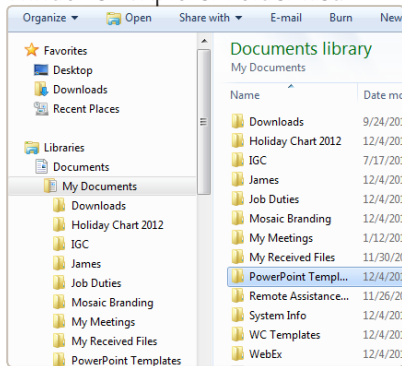 Organize Open Share with E-mail Burn New
Favorites
Desktop
Downloads
Recent Places
Libraries
Documents
My Documents
Downloads
Holiday Chart 2012
IGC
James
Job Duties
Mosaic Branding
My Meetings
My Received Files
PowerPoint Templates
Documents library
My Documents
Name Date mo
Downloads 9/24/20
Holiday Chart 2012 12/4/20
IGC 7/17/20
James 12/4/20
Job Duties 12/4/20
Mosaic Branding 12/4/20
My Meetings 1/12/20
My Received Files 11/30/20
PowerPoint Templ... 12/4/20
Remote Assistance... 11/26/20
System Info 12/4/20
WC Templates 12/4/20
WebEx 12/4/20